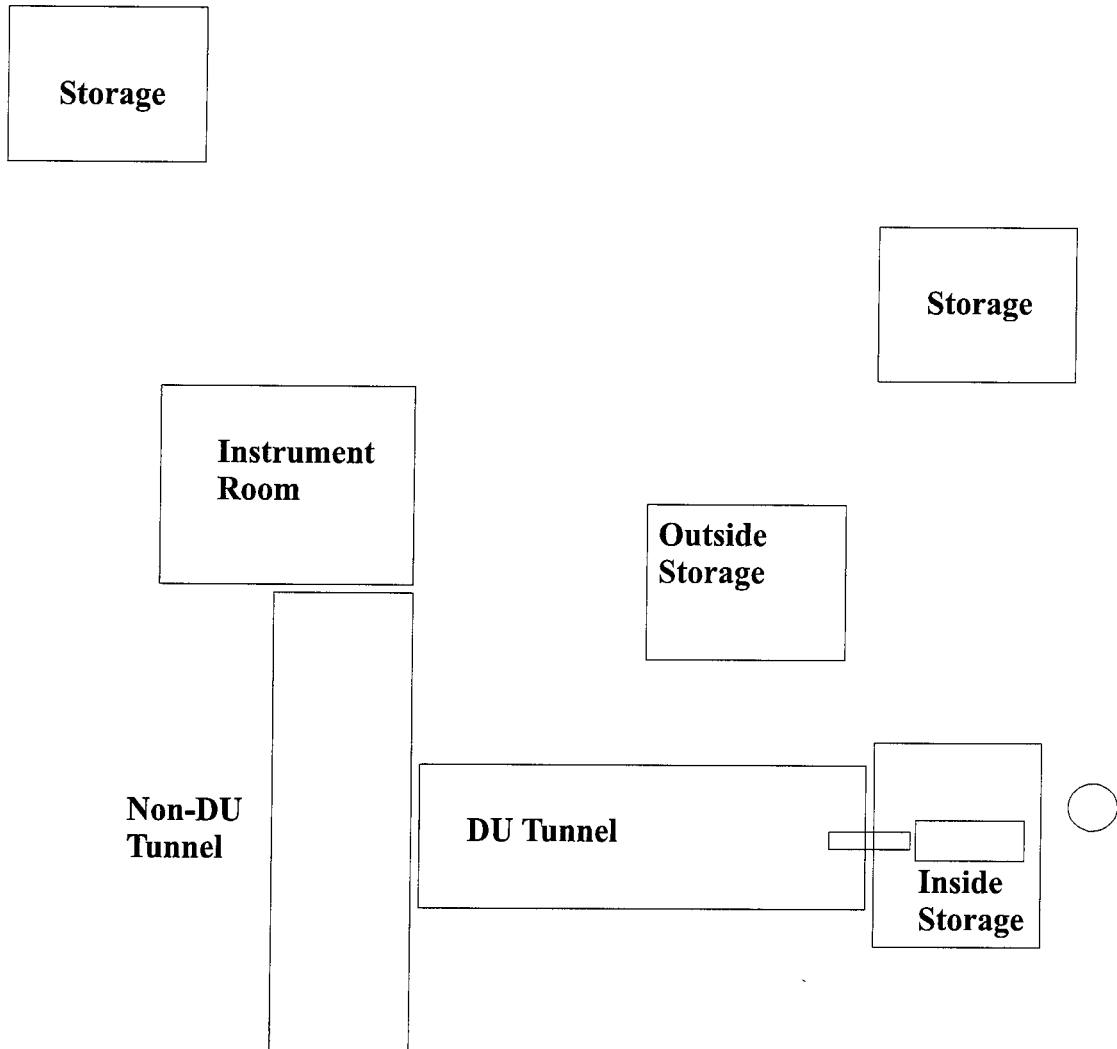 Storage
Storage
Instrument
Room
Outside
Storage
Non-DU
Tunnel
DU Tunnel
Inside
Storage